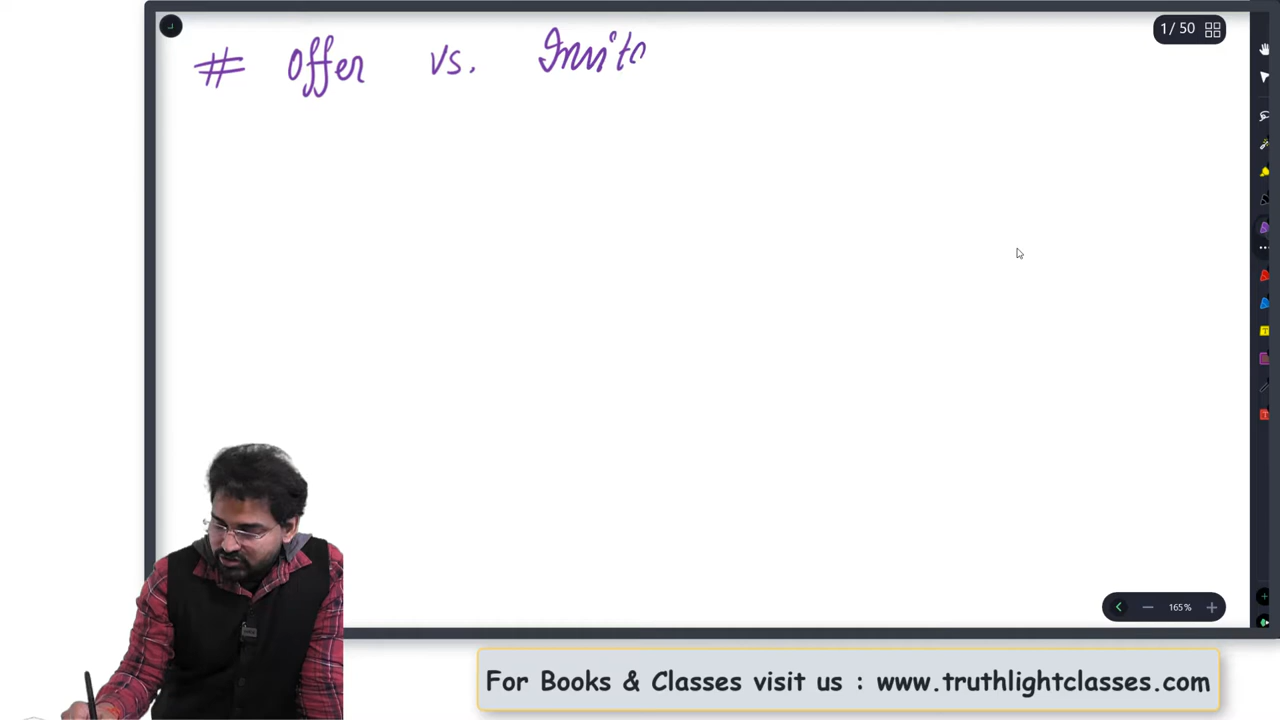 1 / 50
# Offer vs. Invita
165%
For Books & Classes visit us : www.truthlightclasses.com